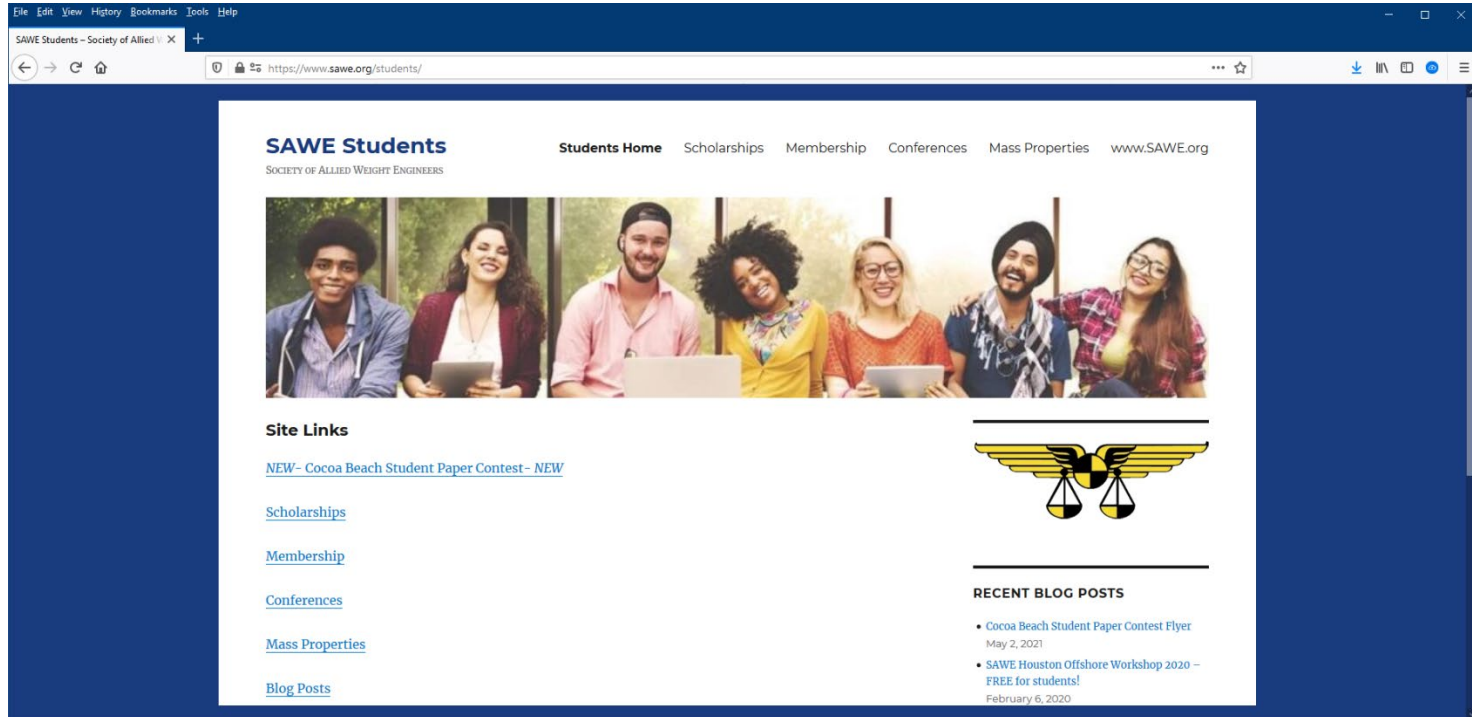 File Edit View History Bookmarks Tools Help
SAWE Students – Society of Allied
https://www.sawe.org/students/
SAWE Students
SOCIETY OF ALLIED WEIGHT ENGINEERS
Students Home Scholarships Membership Conferences Mass Properties www.SAWE.org
Site Links
NEW- Cocoa Beach Student Paper Contest- NEW
Scholarships
Membership
Conferences
Mass Properties
Blog Posts
RECENT BLOG POSTS
Cocoa Beach Student Paper Contest Flyer
May 2, 2021
SAWE Houston Offshore Workshop 2020 –
FREE for students!
February 6, 2020